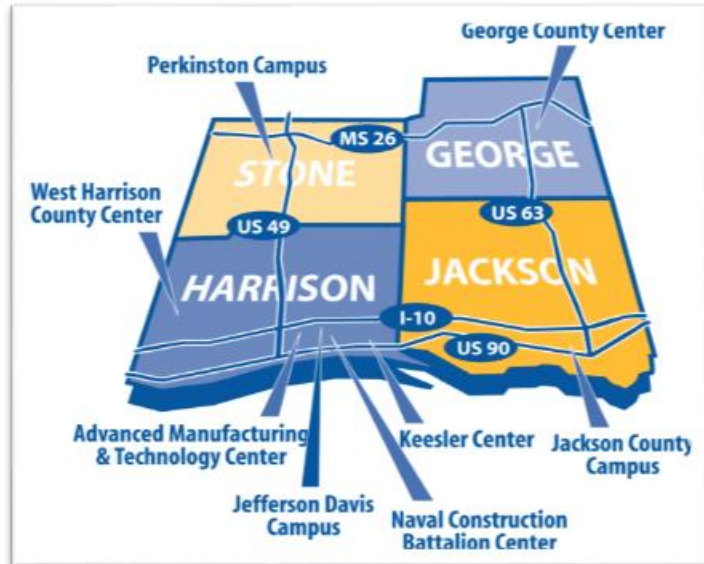 George County Center
Perkinston Campus
MS 26
STONE
GEORGE
West Harrison
County Center
US 49
US 63
HARRISON
JACKSON
I-10
US 90
Advanced Manufacturing
& Technology Center
Keesler Center
Jackson County
Campus
Jefferson Davis
Campus
Naval Construction
Battalion Center